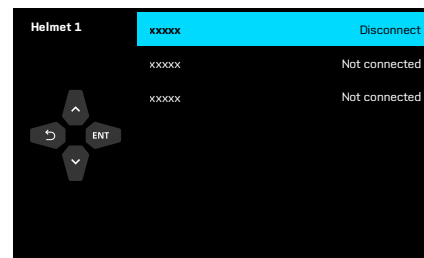 Helmet 1
xxxxx Disconnect
xxxxx Not connected
xxxxx Not connected
ENT